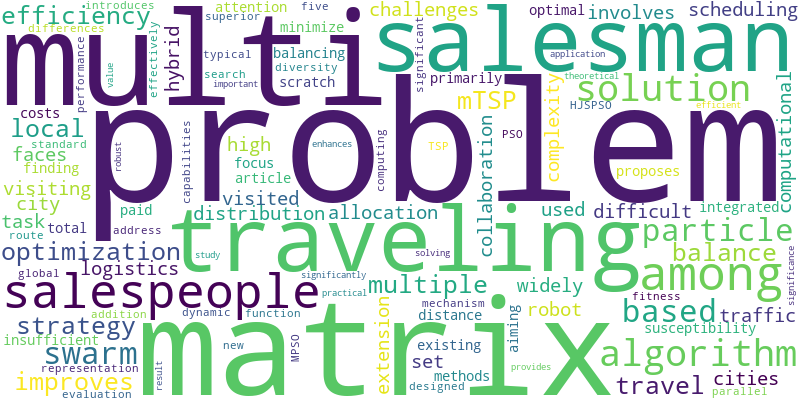 efficiency
introduces
differences
attention
five
superior
typical
minimize
challenges
optimal
involves
scheduling
multi
salesman
performance
effectively
hybrid
search
important
balancing
diversity
scratch
significant
primarily
application
theoretical
solution
costs
value
problem
mTSP
complexity
HJSPSO
efficient
computational
local
standard
faces
finding
robust
capabilities
high
focus
article
enhances
computing
TSP
PSO
collaboration
proposes
visiting
city
visited
task
paid
route
total
address
distribution
allocation
used
difficult
integrated
traveling
particle
optimization
logistics
study
solving
multiple
widely
among
balance
global
significantly
practical
salespeople
matrix
extension
robot
based
fitness
traffic
significance
susceptibility
addition
dynamic
function
mechanism
distance
aiming
strategy
insufficient
swarm
representation
new
MPSO
existing
set
methods
designed
algorithm
improves
evaluation
result
provides
travel
cities
parallel